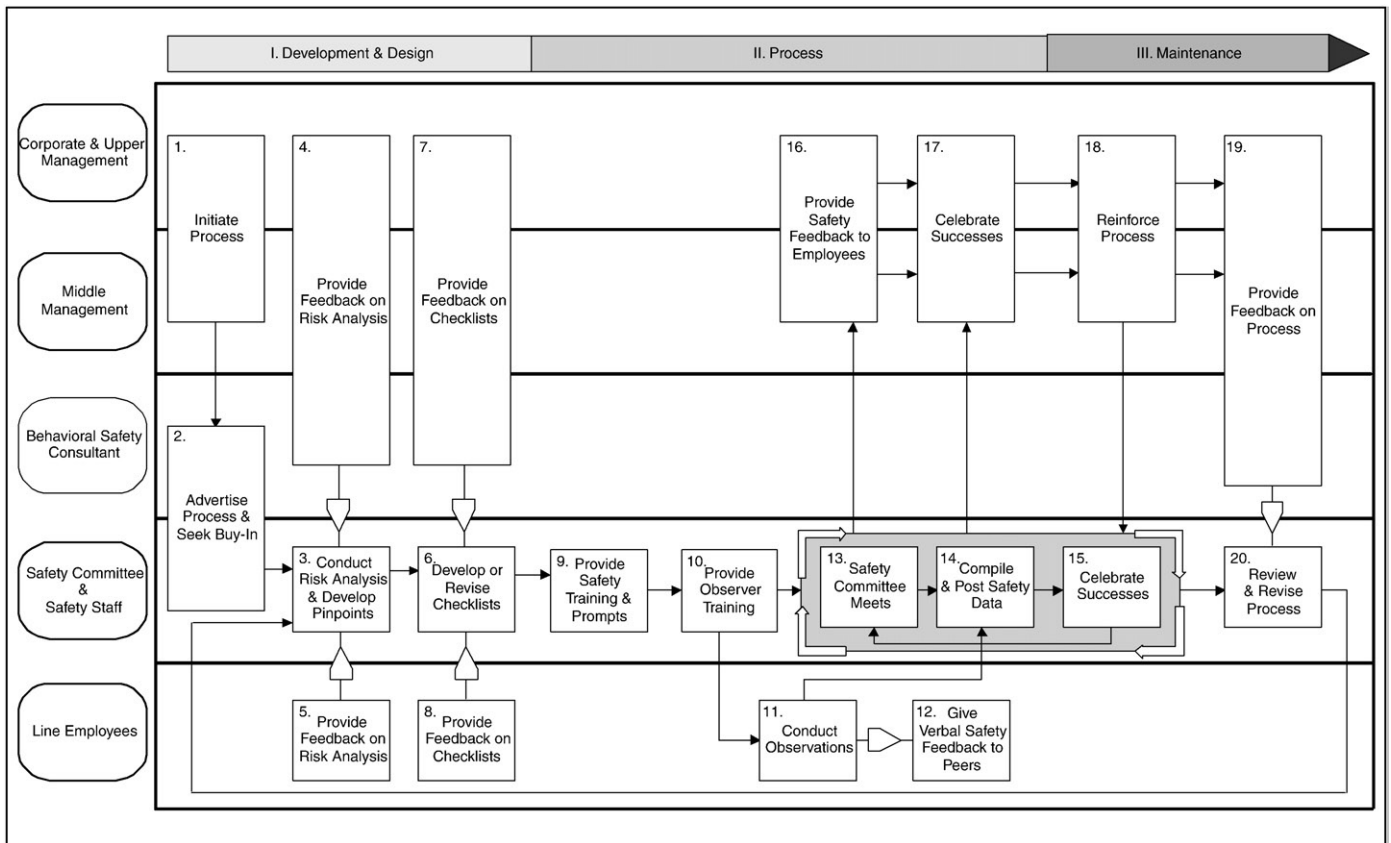 I. Development & Design
II. Process
III. Maintenance
Corporate & Upper
Management
Middle
Management
Behavioral Safety
Consultant
Safety Committee
&
Safety Staff
Line Employees
1.
Initiate
Process
4.
Provide
Feedback on
Risk Analysis
7.
Provide
Feedback on
Checklists
16.
Provide
Safety
Feedback to
Employees
17.
Celebrate
Successes
18.
Reinforce
Process
19.
Provide
Feedback on
Process
2.
Advertise
Process &
Seek Buy-In
3. Conduct
Risk Analysis
& Develop
Pinpoints
6.
Develop or
Revise
Checklists
9. Provide
Safety
Training &
Prompts
10.
Provide
Observer
Training
13.
Safety
Committee
Meets
14.
Compile
& Post Safety
Data
15.
Celebrate
Successes
20.
Review
& Revise
Process
5.
Provide
Feedback on
Risk Analysis
8.
Provide
Feedback on
Checklists
11.
Conduct
Observations
12. Give
Verbal Safety
Feedback to
Peers